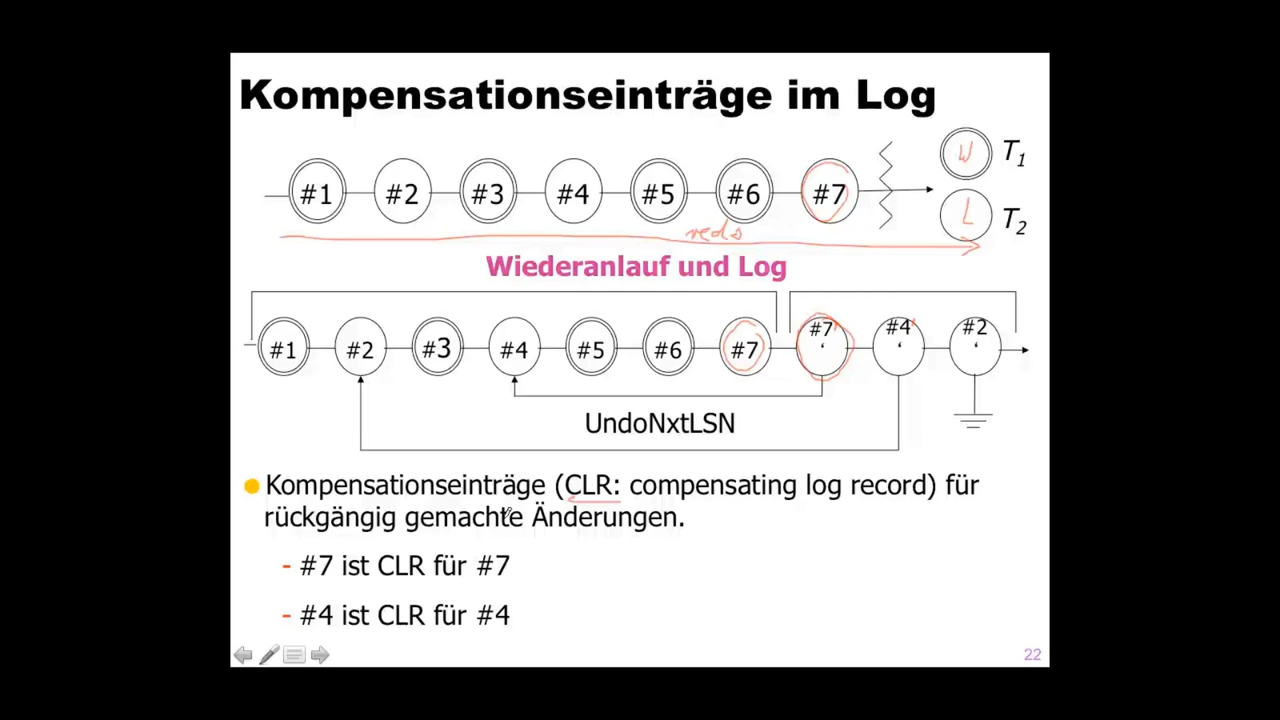 Kompensationseinträge im Log
#1 #2 #3 #4 #5 #6 #7 W T1
L T2
redo
Wiederanlauf und Log
#1 #2 #3 #4 #5 #6 #7 #7' #4' #2'
UndoNxtLSN
Kompensationseinträge (CLR: compensating log record) für
rückgängig gemachte Änderungen.
- #7 ist CLR für #7
- #4 ist CLR für #4
22